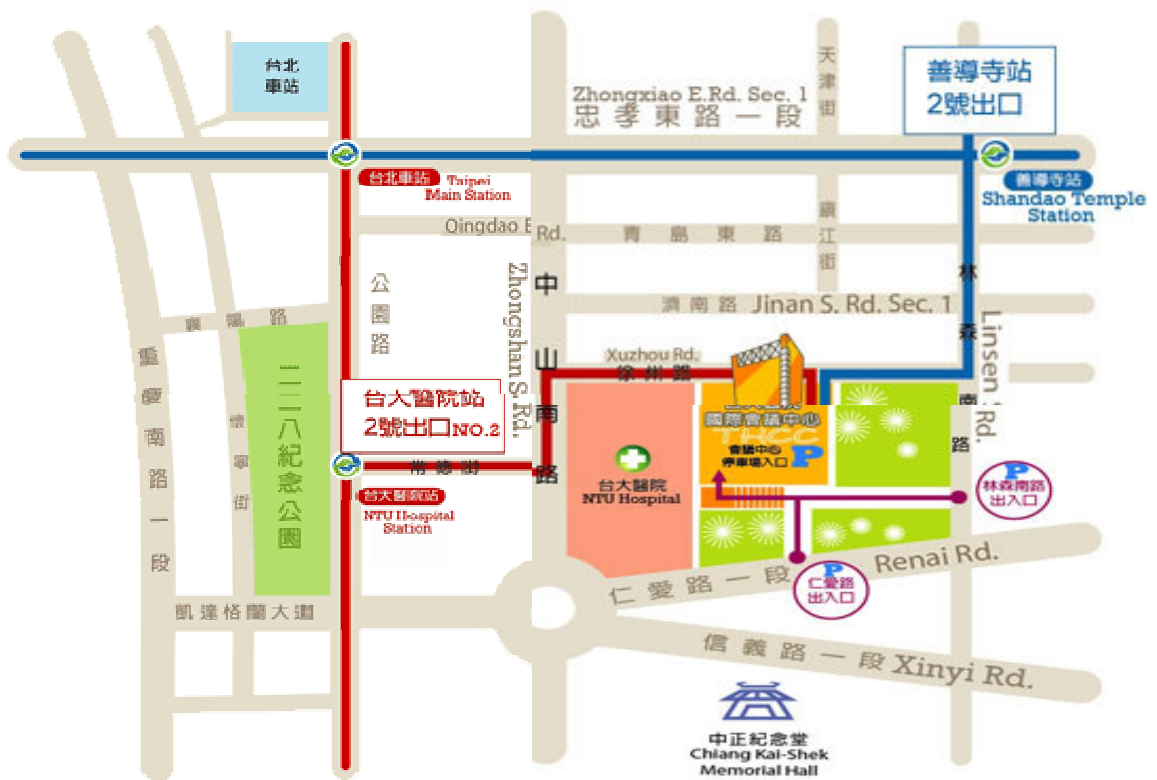 台北
車站
天津街
善導寺站
2號出口
Zhongxiao E.Rd. Sec. 1
忠孝東路一段
台北車站
Taipei
Main Station
善導寺站
Shandao Temple
Station
Qingdao E
Rd.
青島東路
鎮江街
公園路
Zhongshan S. Rd.
中山南路
濟南路 Jinan S. Rd. Sec. 1
林森南路
Linsen S
Rd.
襄陽路
重慶南路一段
懷寧街
二二八紀念公園
Xuzhou Rd.
徐州路
台大醫院站
2號出口NO.2
國際會議中心
THCC
會議中心
停車場入口 P
常德街
台大醫院
NTU Hospital
台大醫院站
NTU Hospital
Station
P
林森南路
出入口
Renai Rd.
仁愛路一段
P
仁愛路
出入口
凱達格蘭大道
信義路一段 Xinyi Rd.
中正紀念堂
Chiang Kai-Shek
Memorial Hall